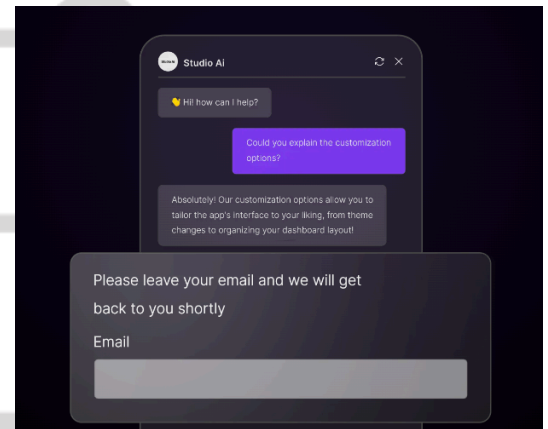 Studio Ai
👋 Hi! how can I help?
Could you explain the customization
options?
Absolutely! Our customization options allow you to
tailor the app's interface to your liking, from theme
changes to organizing your dashboard layout!
Please leave your email and we will get
back to you shortly
Email